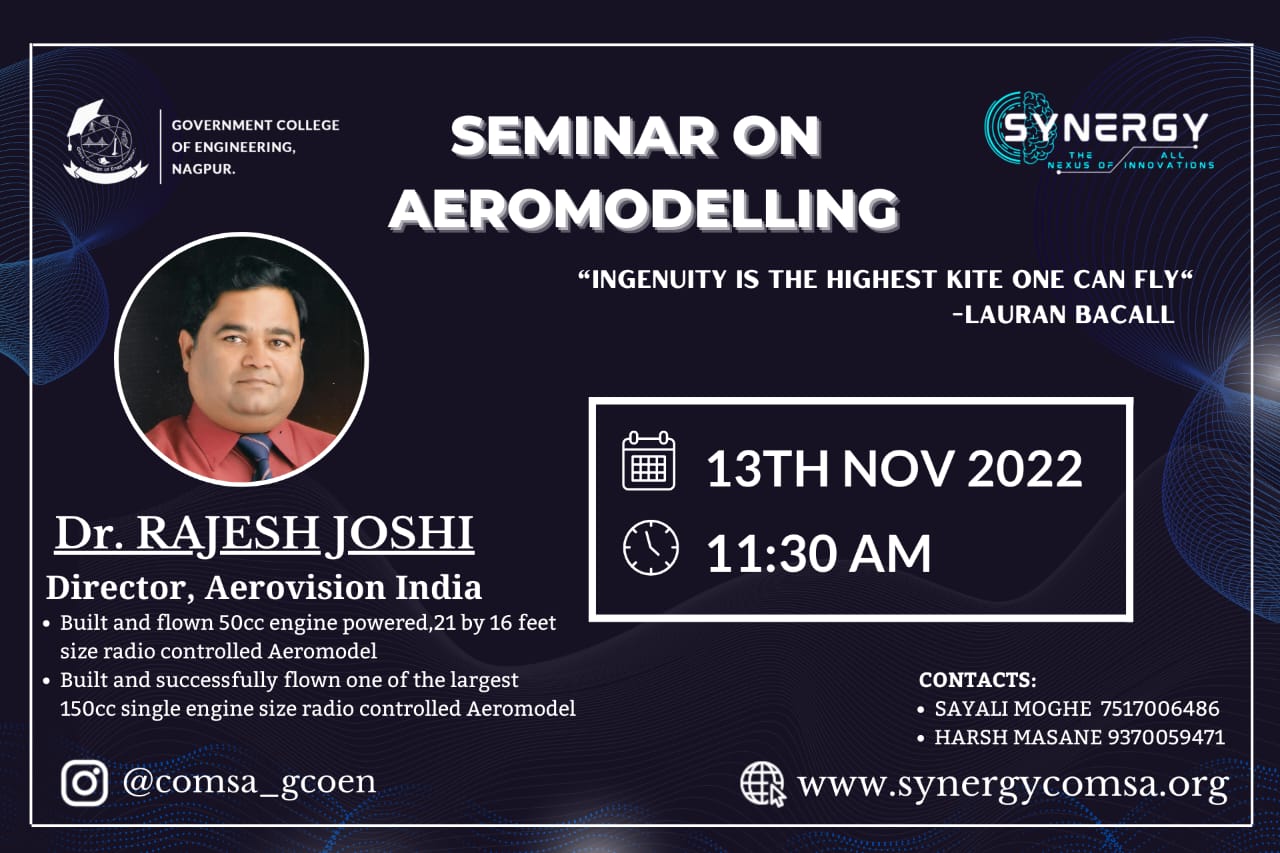 GOVERNMENT COLLEGE
OF ENGINEERING,
NAGPUR.
SEMINAR ON
AEROMODELLING
SYNERGY
THE ALL
NEXUS OF INNOVATIONS
“INGENUITY IS THE HIGHEST KITE ONE CAN FLY“
-LAURAN BACALL
13TH NOV 2022
11:30 AM
Dr. RAJESH JOSHI
Director, Aerovision India
• Built and flown 50cc engine powered,21 by 16 feet
size radio controlled Aeromodel
• Built and successfully flown one of the largest
150cc single engine size radio controlled Aeromodel
CONTACTS:
• SAYALI MOGHE 7517006486
• HARSH MASANE 9370059471
@comsa_gcoen
www.synergycomsa.org